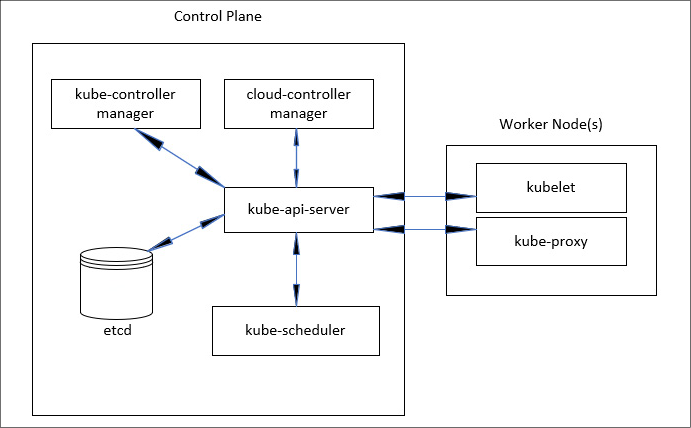 Control Plane
kube-controller
manager
cloud-controller
manager
Worker Node(s)
kubelet
kube-api-server
kube-proxy
etcd
kube-scheduler